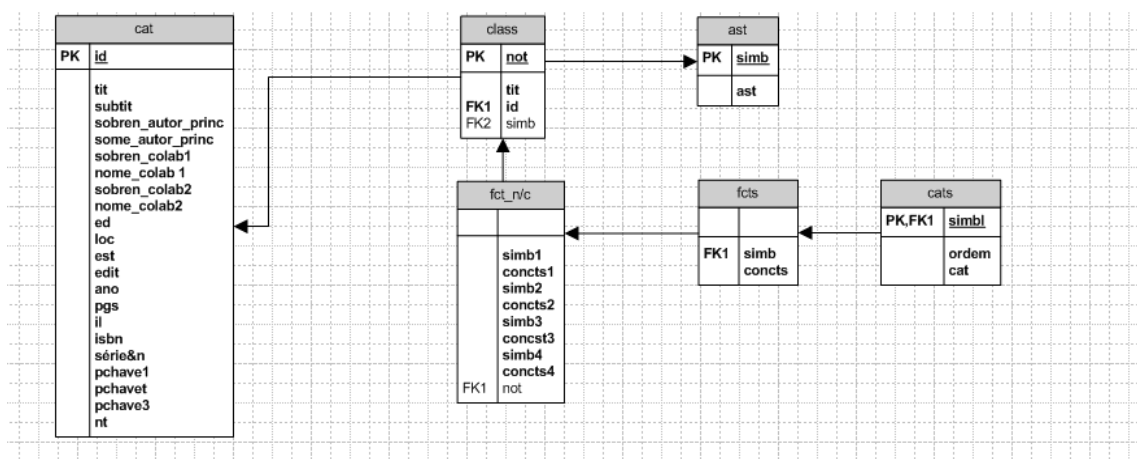 cat
PK id
tit
subtit
sobren_autor_princ
some_autor_princ
sobren_colab1
nome_colab 1
sobren_colab2
nome_colab2
ed
loc
est
edit
ano
pgs
il
isbn
série&n
pchave1
pchavet
pchave3
nt
class
PK not
tit
FK1 id
FK2 simb
ast
PK simb
ast
fct_n/c
simb1
concts1
simb2
concts2
simb3
concst3
simb4
concts4
FK1 not
fcts
FK1 simb
concts
cats
PK,FK1 simbl
ordem
cat